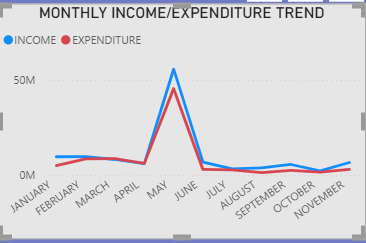 MONTHLY INCOME/EXPENDITURE TREND
INCOME EXPENDITURE
50M
0M
JANUARY
FEBRUARY
MARCH
APRIL
MAY
JUNE
JULY
AUGUST
SEPTEMBER
OCTOBER
NOVEMBER